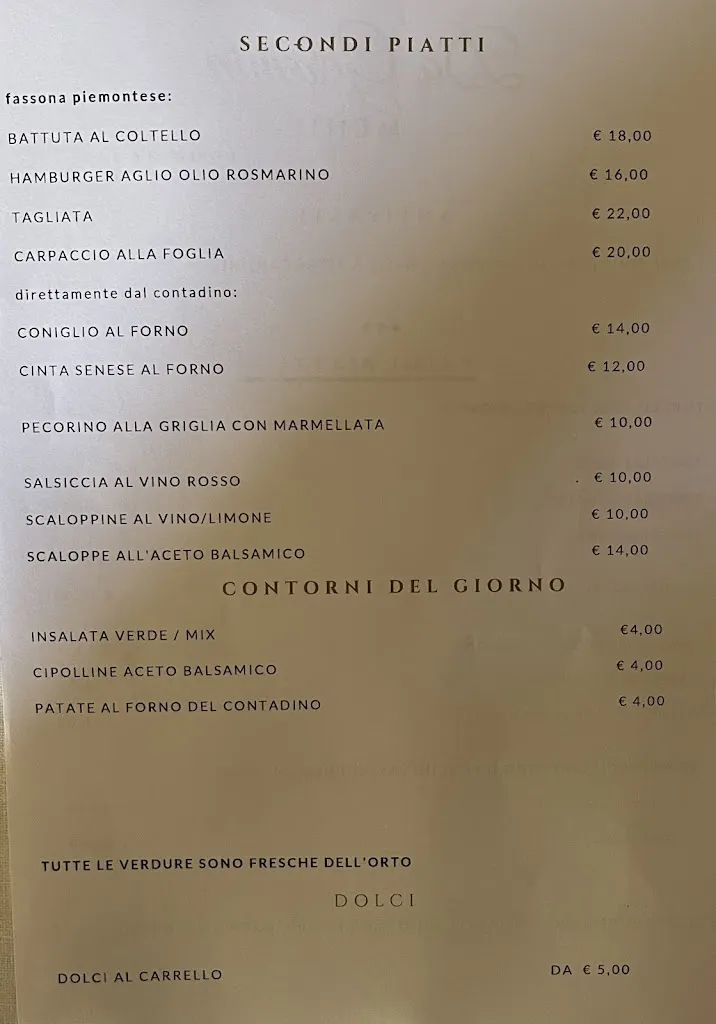 SECONDI PIATTI
fassona piemontese:
BATTUTA AL COLTELLO € 18,00
HAMBURGER AGLIO OLIO ROSMARINO € 16,00
TAGLIATA € 22,00
CARPACCIO ALLA FOGLIA € 20,00
direttamente dal contadino:
CONIGLIO AL FORNO € 14,00
CINTA SENESE AL FORNO € 12,00
PECORINO ALLA GRIGLIA CON MARMELLATA € 10,00
SALSICCIA AL VINO ROSSO . € 10,00
SCALOPPINE AL VINO/LIMONE € 10,00
SCALOPPE ALL'ACETO BALSAMICO € 14,00
CONTORNI DEL GIORNO
INSALATA VERDE / MIX €4,00
CIPOLLINE ACETO BALSAMICO € 4,00
PATATE AL FORNO DEL CONTADINO € 4,00
TUTTE LE VERDURE SONO FRESCHE DELL'ORTO
DOLCI
DOLCI AL CARRELLO DA € 5,00